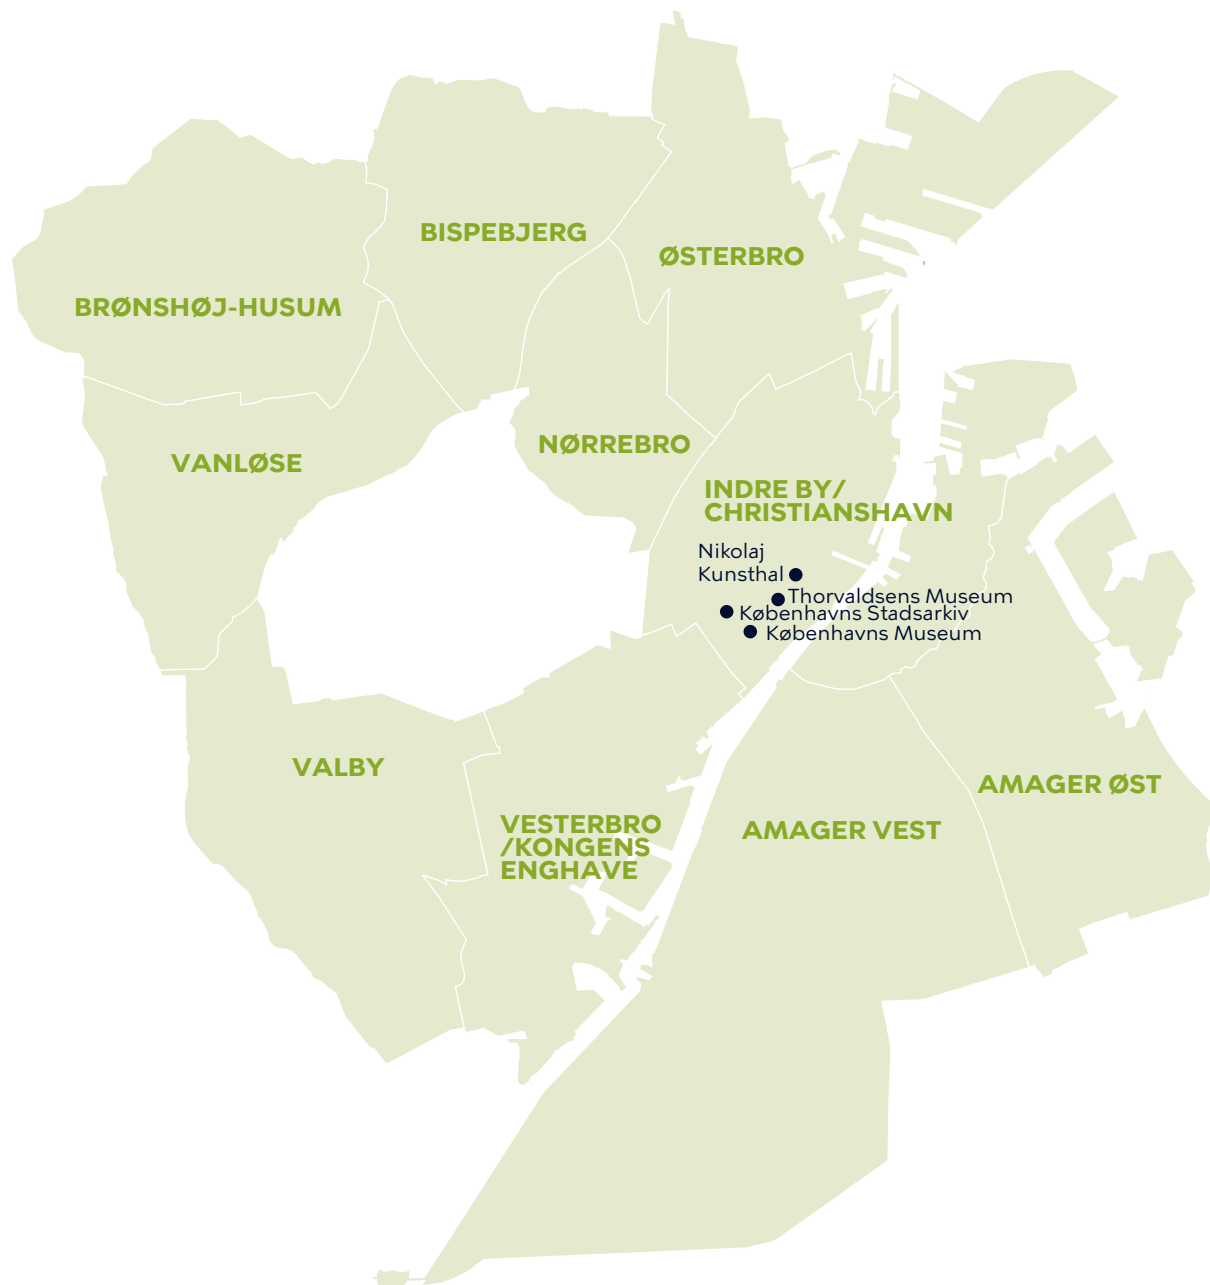 BISPEBJERG
ØSTERBRO
BRØNSHØJ-HUSUM
NØRREBRO
VANLØSE
INDRE BY/
CHRISTIANSHAVN
Nikolaj
Kunsthal
Thorvaldsens Museum
Københavns Stadsarkiv
Københavns Museum
VALBY
AMAGER ØST
VESTERBRO
/KONGENS
ENGHAVE
AMAGER VEST